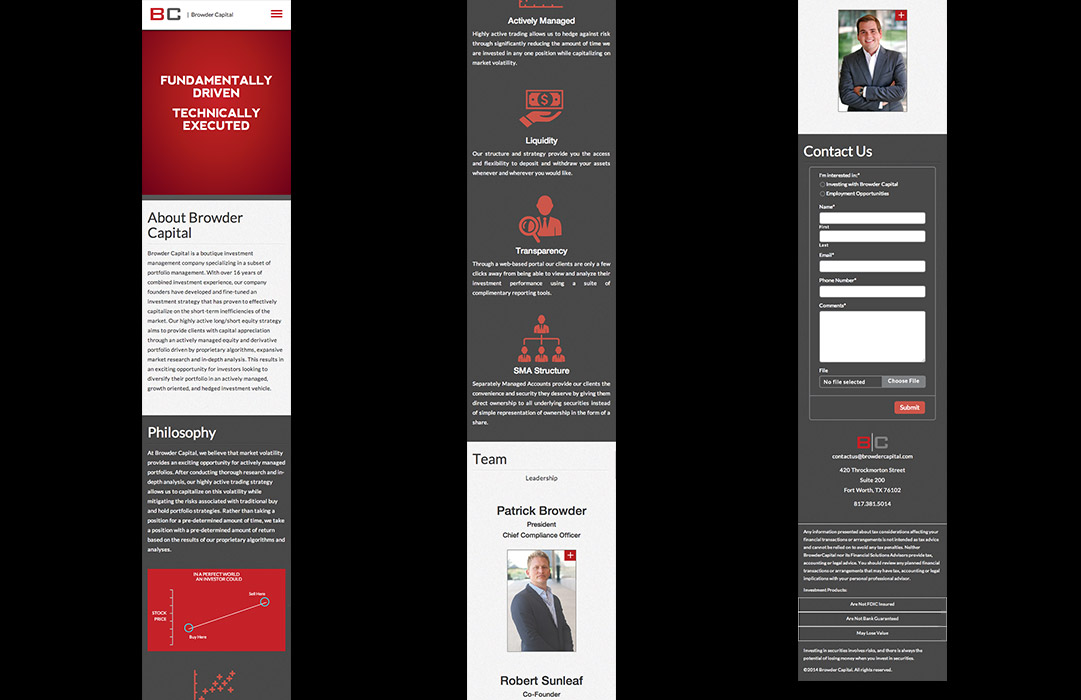 BC | Browder Capital
FUNDAMENTALLY
DRIVEN
TECHNICALLY
EXECUTED
About Browder
Capital
Browder Capital is a boutique investment
management company specializing in a subset of
portfolio management. With over 16 years of
combined investment experience, our company
founders have developed and fine-tuned an
investment strategy that has proven to effectively
capitalize on the short-term inefficiencies of the
market. Our highly active long/short equity strategy
aims to provide clients with capital appreciation
through an actively managed equity and derivative
portfolio driven by proprietary algorithms, expansive
market research and in-depth analysis. This results in
an exciting opportunity for investors looking to
diversify their portfolio in an actively managed,
growth oriented, and hedged investment vehicle.
Philosophy
At Browder Capital, we believe that market volatility
provides an exciting opportunity for actively managed
portfolios. After conducting thorough research and in-
depth analysis, our highly active trading strategy
allows us to capitalize on this volatility while
mitigating the risks associated with traditional buy
and hold portfolio strategies. Rather than taking a
position for a pre-determined amount of time, we take
a position with a pre-determined amount of return
based on the results of our proprietary algorithms and
analyses.
IN A PERFECT WORLD
AN INVESTOR COULD
Sell Here
STOCK
PRICE
Buy Here
Actively Managed
Highly active trading allows us to hedge against risk
through significantly reducing the amount of time we
are invested in any one position while capitalizing on
market volatility.
$
Liquidity
Our structure and strategy provide you the access
and flexibility to deposit and withdraw your assets
whenever and wherever you would like.
Transparency
Through a web-based portal our clients are only a few
clicks away from being able to view and analyze their
investment performance using a suite of
complimentary reporting tools.
SMA Structure
Separately Managed Accounts provide our clients the
convenience and security they deserve by giving them
direct ownership to all underlying securities instead
of simple representation of ownership in the form of a
share.
Team
Leadership
Patrick Browder
President
Chief Compliance Officer
+
Robert Sunleaf
Co-Founder
+
Contact Us
I'm interested in:*
Investing with Browder Capital
Employment Opportunities
Name*
First
Last
Email*
Phone Number*
Comments*
File
No file selected Choose File
Submit
B|C
contactus@browdercapital.com
420 Throckmorton Street
Suite 200
Fort Worth, TX 76102
817.381.5014
Any information presented about tax considerations affecting your
financial transactions or arrangements is not intended as tax advice
and cannot be relied on to avoid any tax penalties. Neither
BrowderCapital nor its Financial Solutions Advisors provide tax,
accounting or legal advice. You should review any planned financial
transactions or arrangements that may have tax, accounting or legal
implications with your personal professional advisor.
Investment Products:
Are Not FDIC Insured
Are Not Bank Guaranteed
May Lose Value
Investing in securities involves risks, and there is always the
potential of losing money when you invest in securities.
©2014 Browder Capital. All rights reserved.